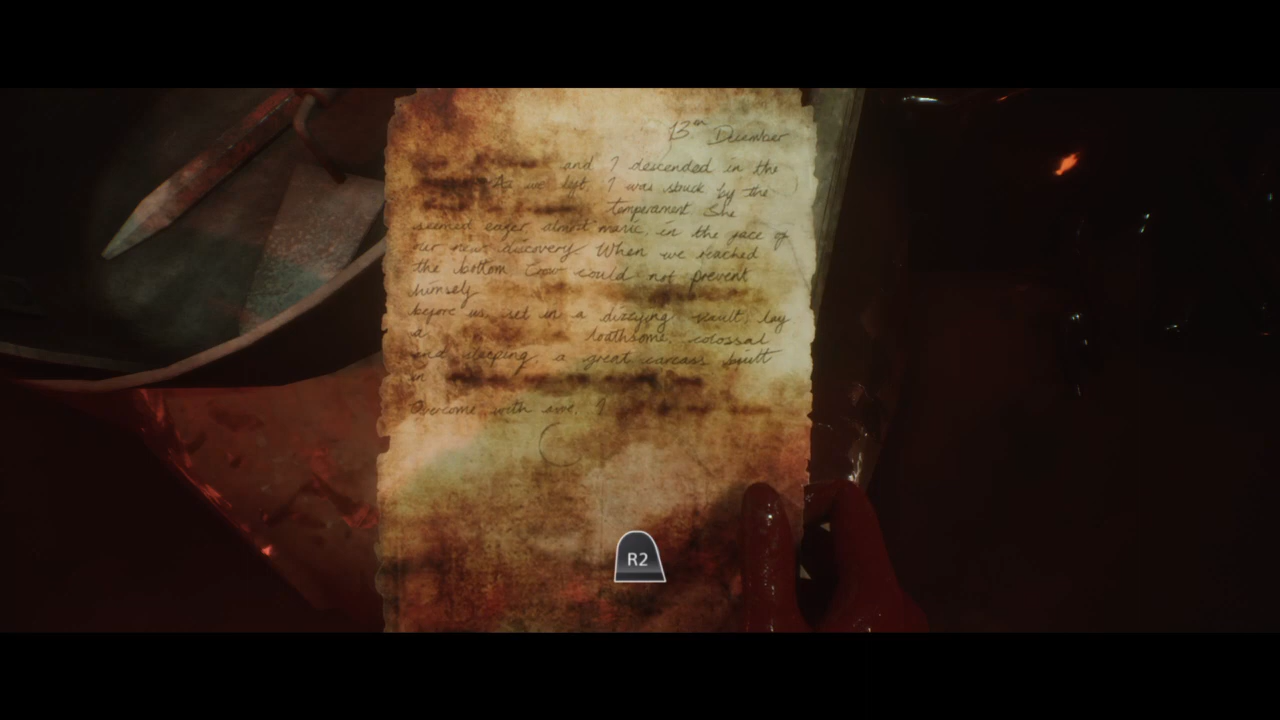 13th December
and I descended in the
As we left, I was struck by the
temperament She
seemed eager almost manic, in the face of
our new discovery When we reached
the bottom Crow could not prevent
himself
before us, set in a dizzying vault, lay
a loathsome, colossal
and sleeping, a great carcass
in
Overcome with awe, I
R2